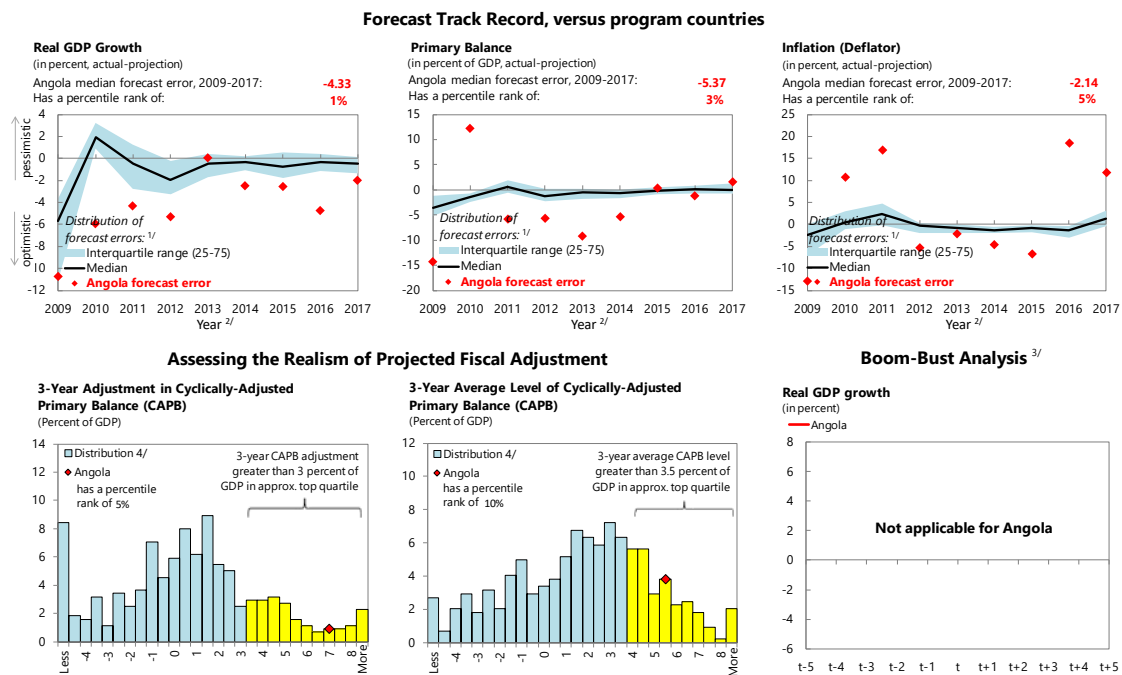 Forecast Track Record, versus program countries
Real GDP Growth
(in percent, actual-projection)
Angola median forecast error, 2009-2017: -4.33
Has a percentile rank of: 1%
pessimistic
optimistic
4
2
0
-2
-4
-6
-8
10
-12
Distribution of
forecast errors: 1/
Interquartile range (25-75)
Median
Angola forecast error
2009 2010 2011 2012 2013 2014 2015 2016 2017
Year 2/
Primary Balance
(in percent of GDP, actual-projection)
Angola median forecast error, 2009-2017: -5.37
Has a percentile rank of: 3%
15
10
5
0
-5
-10
-15
-20
Distribution of
forecast errors: 1/
Interquartile range (25-75)
Median
Angola forecast error
2009 2010 2011 2012 2013 2014 2015 2016 2017
Year 2/
Inflation (Deflator)
(in percent, actual-projection)
Angola median forecast error, 2009-2017: -2.14
Has a percentile rank of: 5%
25
20
15
10
5
0
-5
-10
-15
Distribution of
forecast errors: 1/
Interquartile range (25-75)
Median
Angola forecast error
2009 2010 2011 2012 2013 2014 2015 2016 2017
Year 2/
Assessing the Realism of Projected Fiscal Adjustment
3-Year Adjustment in Cyclically-Adjusted
Primary Balance (CAPB)
(Percent of GDP)
14
12
10
8
6
4
2
0
Distribution 4/
Angola
has a percentile
rank of 5%
3-year CAPB adjustment
greater than 3 percent of
GDP in approx. top quartile
Less -4 -3 -2 -1 0 1 2 3 4 5 6 7 8 More
3-Year Average Level of Cyclically-Adjusted
Primary Balance (CAPB)
(Percent of GDP)
12
10
8
6
4
2
0
Distribution 4/
Angola
has a percentile
rank of 10%
3-year average CAPB level
greater than 3.5 percent of
GDP in approx. top quartile
Less -4 -3 -2 -1 0 1 2 3 4 5 6 7 8 More
Boom-Bust Analysis 3/
Real GDP growth
(in percent)
Angola
8
6
4
2
0
-2
-4
-6
Not applicable for Angola
t-5 t-4 t-3 t-2 t-1 t t+1 t+2 t+3 t+4 t+5